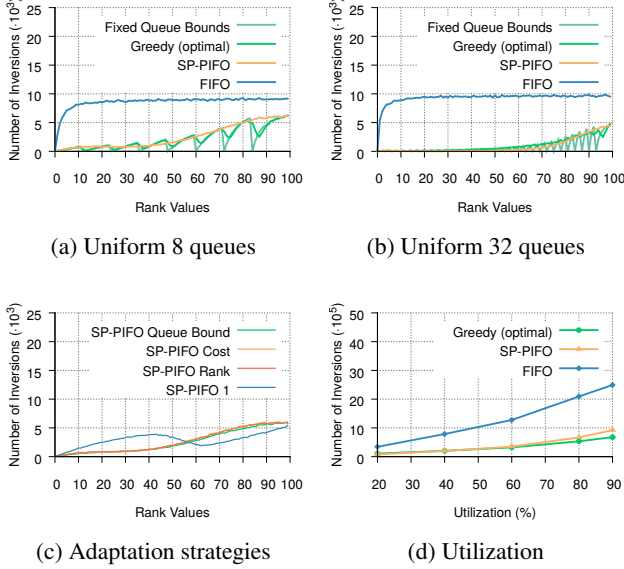 Number of Inversions (·10³)
25
20
15
10
5
0
Fixed Queue Bounds
Greedy (optimal)
SP-PIFO
FIFO
0 10 20 30 40 50 60 70 80 90 100
Rank Values
(a) Uniform 8 queues
Number of Inversions (·10³)
25
20
15
10
5
0
Fixed Queue Bounds
Greedy (optimal)
SP-PIFO
FIFO
0 10 20 30 40 50 60 70 80 90 100
Rank Values
(b) Uniform 32 queues
Number of Inversions (·10³)
25
20
15
10
5
0
SP-PIFO Queue Bound
SP-PIFO Cost
SP-PIFO Rank
SP-PIFO 1
0 10 20 30 40 50 60 70 80 90 100
Rank Values
(c) Adaptation strategies
Number of Inversions (·10⁵)
50
40
30
20
10
0
Greedy (optimal)
SP-PIFO
FIFO
20 30 40 50 60 70 80 90
Utilization (%)
(d) Utilization